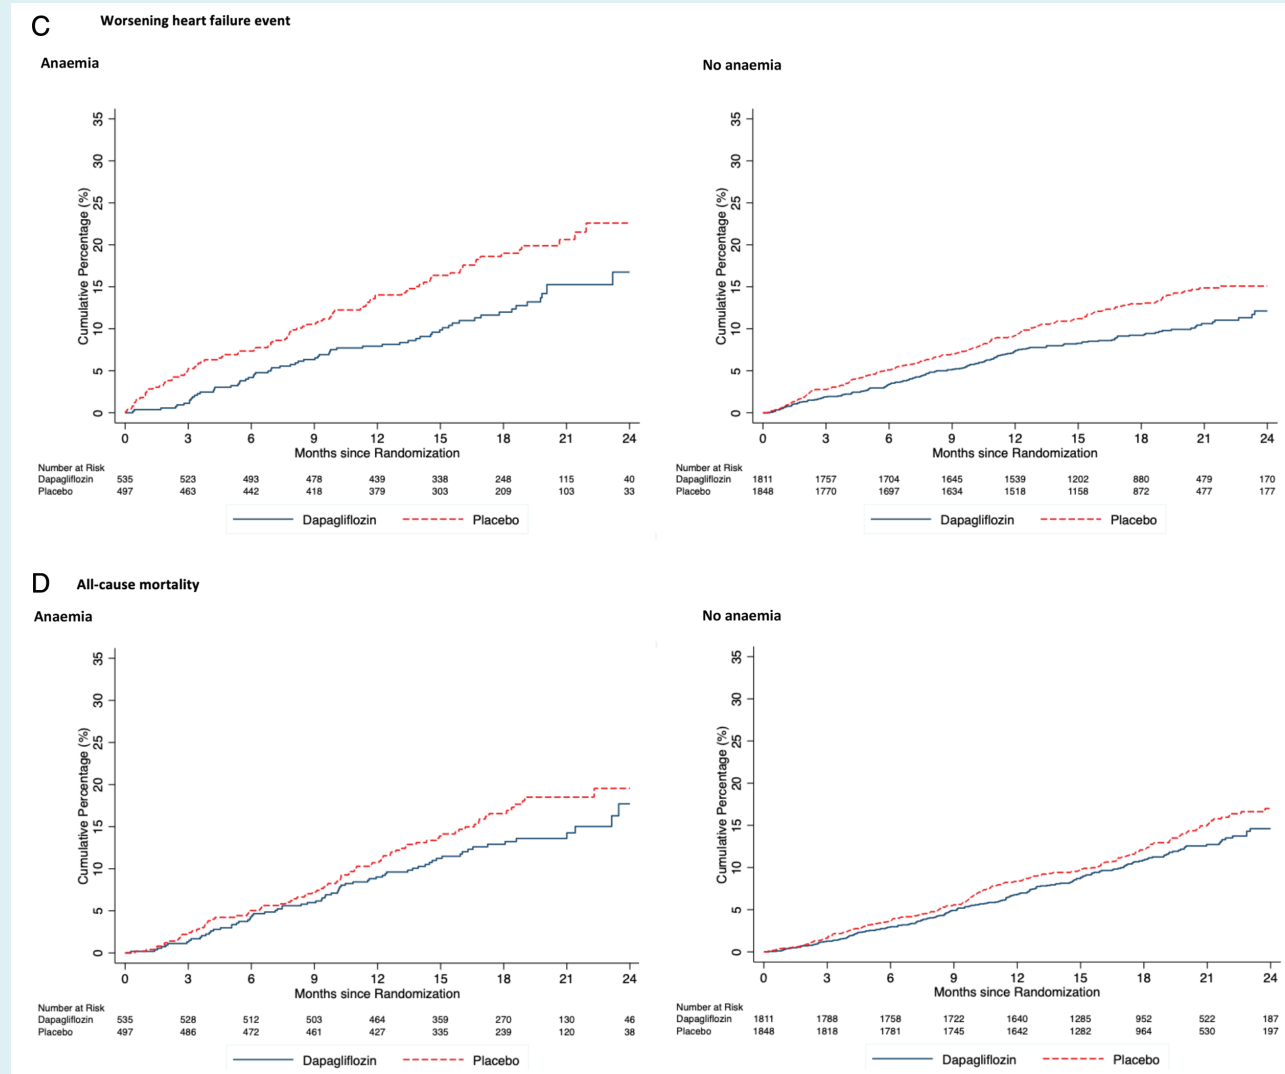 C Worsening heart failure event
Anaemia
No anaemia
Cumulative Percentage (%)
35
30
25
20
15
10
5
0
0 3 6 9 12 15 18 21 24
Months since Randomization
Number at Risk
Dapagliflozin 535 523 493 478 439 338 248 115 40
Placebo 497 463 442 418 379 303 209 103 33
Dapagliflozin Placebo
Cumulative Percentage (%)
35
30
25
20
15
10
5
0
0 3 6 9 12 15 18 21 24
Months since Randomization
Number at Risk
Dapagliflozin 1811 1757 1704 1645 1539 1202 880 479 170
Placebo 1848 1770 1697 1634 1518 1158 872 477 177
Dapagliflozin Placebo
D All-cause mortality
Anaemia
No anaemia
Cumulative Percentage (%)
35
30
25
20
15
10
5
0
0 3 6 9 12 15 18 21 24
Months since Randomization
Number at Risk
Dapagliflozin 535 528 512 503 464 359 270 130 46
Placebo 497 486 472 461 427 335 239 120 38
Dapagliflozin Placebo
Cumulative Percentage (%)
35
30
25
20
15
10
5
0
0 3 6 9 12 15 18 21 24
Months since Randomization
Number at Risk
Dapagliflozin 1811 1788 1758 1722 1640 1285 952 522 187
Placebo 1848 1818 1781 1745 1642 1282 964 530 197
Dapagliflozin Placebo